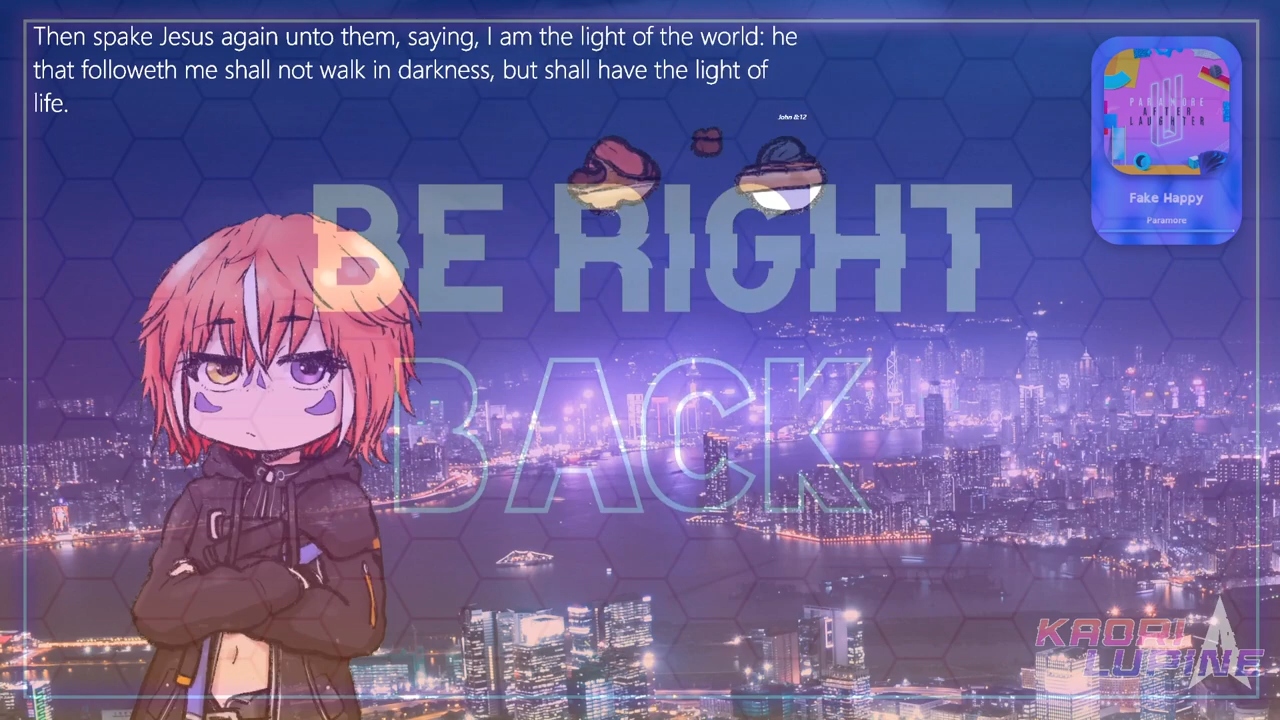 Then spake Jesus again unto them, saying, I am the light of the world: he
that followeth me shall not walk in darkness, but shall have the light of
life.
John 8:12
PARAMORE
AFTER
LAUGHTER
Fake Happy
Paramore
BE RIGHT
BACK
KAORI
LUPINE